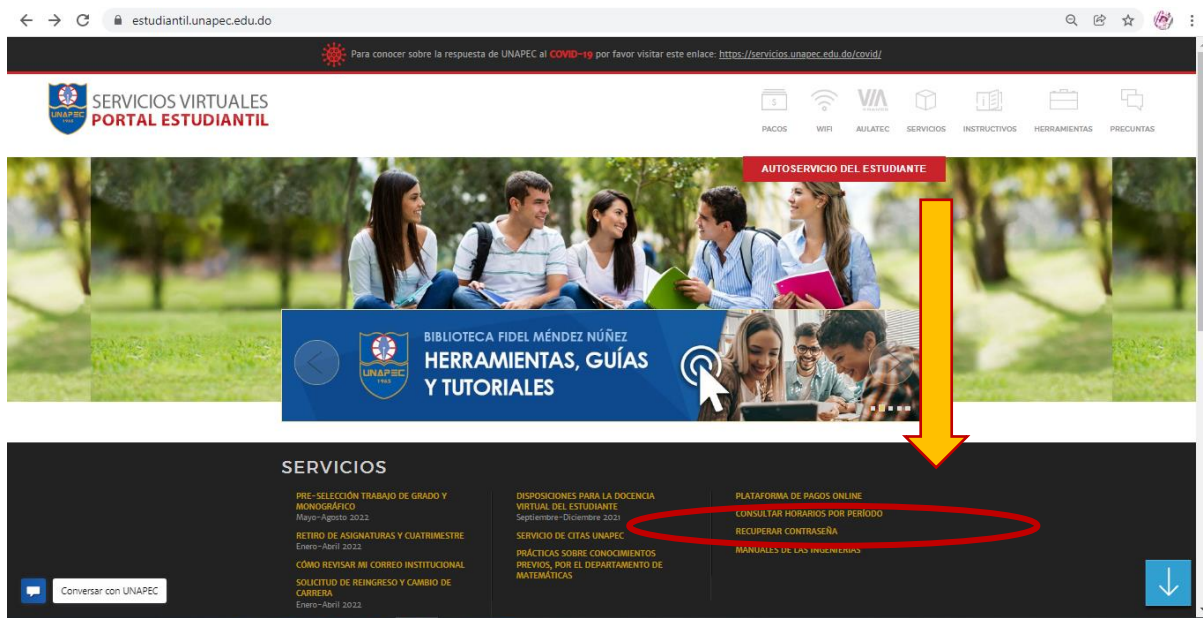 estudiantil.unapec.edu.do
Para conocer sobre la respuesta de UNAPEC al COVID-19 por favor visitar este enlace: https://servicios.unapec.edu.do/covid/
UNAPEC
1965
SERVICIOS VIRTUALES
PORTAL ESTUDIANTIL
PACOS
WIFI
AULATEC
SERVICIOS
INSTRUCTIVOS
HERRAMIENTAS
PREGUNTAS
AUTOSERVICIO DEL ESTUDIANTE
BIBLIOTECA FIDEL MÉNDEZ NÚÑEZ
HERRAMIENTAS, GUÍAS
Y TUTORIALES
UNAPEC
1965
SERVICIOS
PRE-SELECCIÓN TRABAJO DE GRADO Y
MONOGRÁFICO
Mayo-Agosto 2022
RETIRO DE ASIGNATURAS Y CUATRIMESTRE
Enero-Abril 2022
CÓMO REVISAR MI CORREO INSTITUCIONAL
SOLICITUD DE REINGRESO Y CAMBIO DE
CARRERA
Enero-Abril 2022
DISPOSICIONES PARA LA DOCENCIA
VIRTUAL DEL ESTUDIANTE
Septiembre-Diciembre 2021
SERVICIO DE CITAS UNAPEC
PRÁCTICAS SOBRE CONOCIMIENTOS
PREVIOS, POR EL DEPARTAMENTO DE
MATEMÁTICAS
PLATAFORMA DE PAGOS ONLINE
CONSULTAR HORARIOS POR PERÍODO
RECUPERAR CONTRASEÑA
MANUALES DE LAS INGENIERÍAS
Conversar con UNAPEC